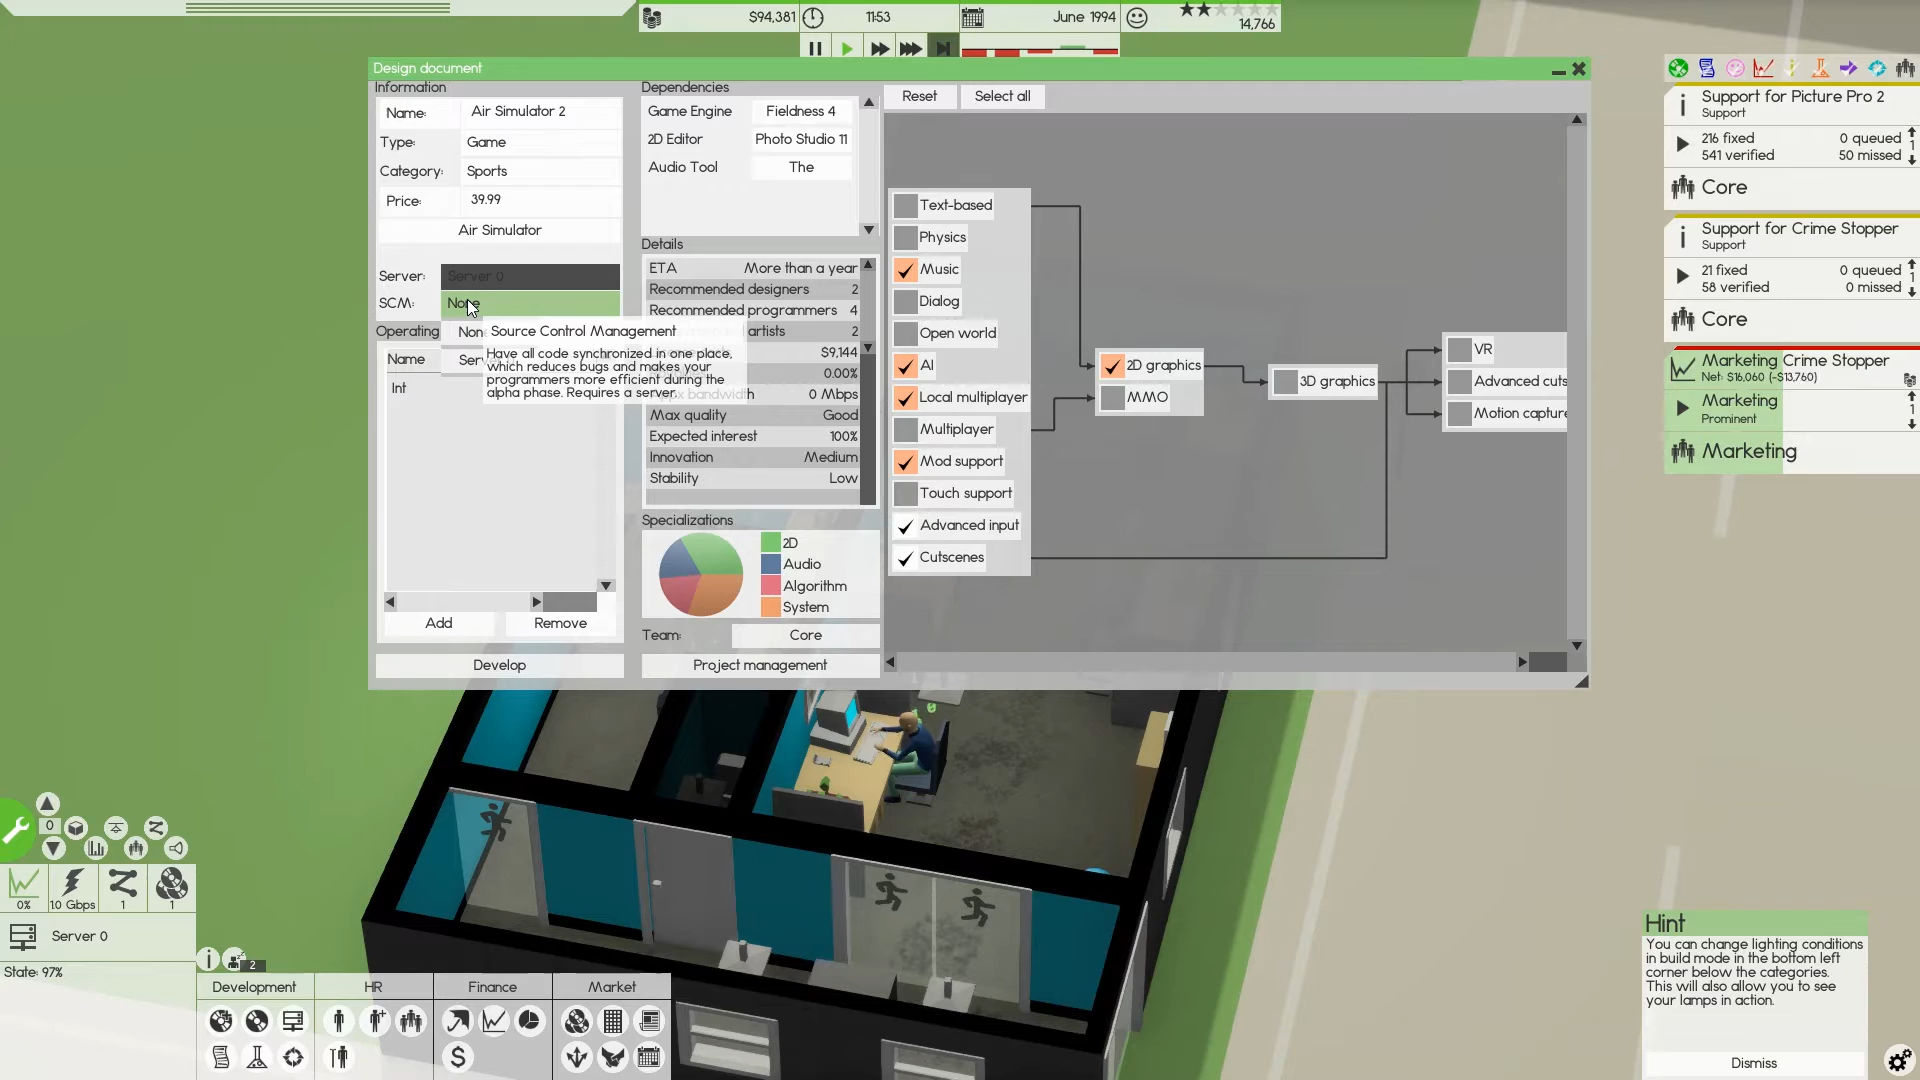 $94,381
11:53
June 1994
14,766
Design document
Information
Name:
Air Simulator 2
Type:
Game
Category:
Sports
Price:
39.99
Air Simulator
Server:
Server 0
SCM:
None
Operating
Name
Int
Add
Remove
Develop
Source Control Management
Have all code synchronized in one place,
which reduces bugs and makes your
programmers more efficient during the
alpha phase. Requires a server.
Dependencies
Game Engine
Fieldness 4
2D Editor
Photo Studio 11
Audio Tool
The
Details
ETA
More than a year
Recommended designers
2
Recommended programmers
4
artists
2
$9,144
0.00%
0 Mbps
Max quality
Good
Expected interest
100%
Innovation
Medium
Stability
Low
Specializations
2D
Audio
Algorithm
System
Team:
Core
Project management
Reset
Select all
Text-based
Physics
Music
Dialog
Open world
AI
Local multiplayer
Multiplayer
Mod support
Touch support
Advanced input
Cutscenes
2D graphics
MMO
3D graphics
VR
Advanced cuts
Motion capture
Support for Picture Pro 2
Support
216 fixed
0 queued
541 verified
50 missed
1
Core
Support for Crime Stopper
Support
21 fixed
0 queued
58 verified
0 missed
1
Core
Marketing Crime Stopper
Net: $16,060 (-$13,760)
Marketing
Prominent
1
Marketing
0
0%
10 Gbps
1
1
Server 0
State: 97%
2
Development
HR
Finance
Market
Hint
You can change lighting conditions
in build mode in the bottom left
corner below the categories.
This will also allow you to see
your lamps in action.
Dismiss